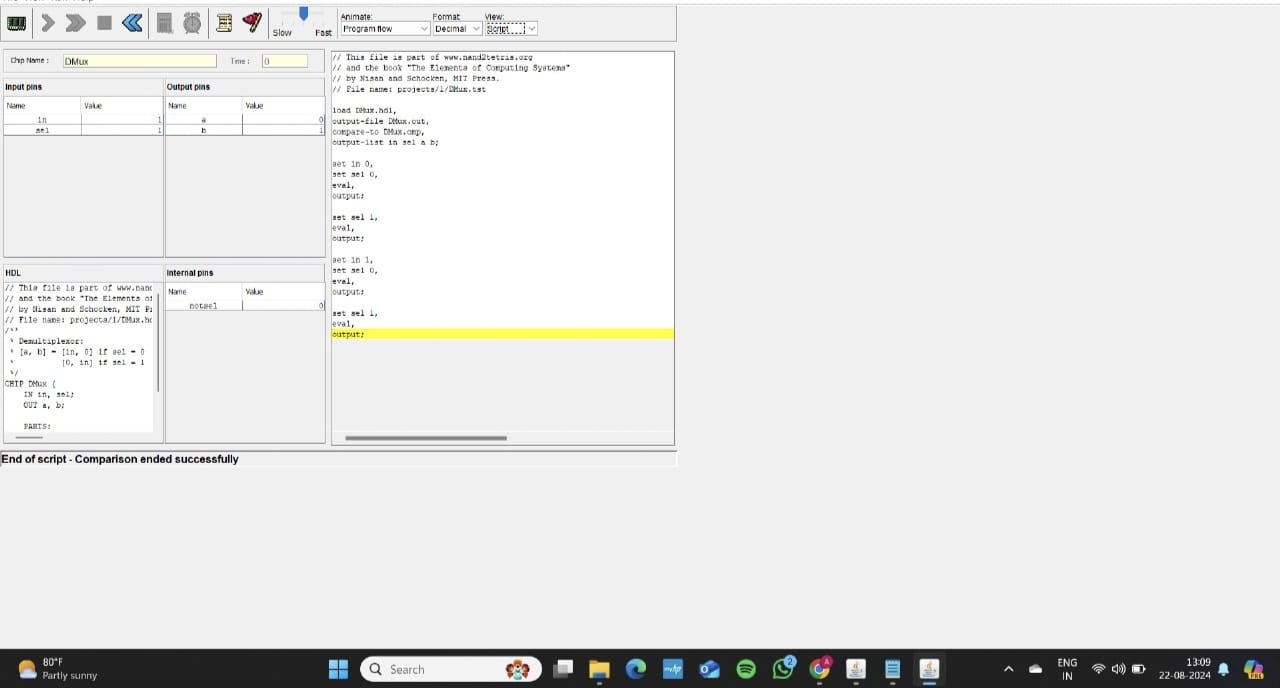 Slow
Fast
Animate:
Program flow
Format:
Decimal
View:
Script
Chip Name :
DMux
Time :
0
Input pins
Name
Value
in
1
sel
1
Output pins
Name
Value
a
0
b
1
HDL
// This file is part of www.nand
// and the book "The Elements of
// by Nisan and Schocken, MIT P
// File name: projects/1/DMux.hd
/**
* Demultiplexor:
* [a, b] = [in, 0] if sel = 0
* [0, in] if sel = 1
*/
CHIP DMux {
IN in, sel;
OUT a, b;
PARTS:
Internal pins
Name
Value
notsel
0
// This file is part of www.nand2tetris.org
// and the book "The Elements of Computing Systems"
// by Nisan and Schocken, MIT Press.
// File name: projects/1/DMux.tst
load DMux.hdl,
output-file DMux.out,
compare-to DMux.cmp,
output-list in sel a b;
set in 0,
set sel 0,
eval,
output;
set sel 1,
eval,
output;
set in 1,
set sel 0,
eval,
output;
set sel 1,
eval,
output;
End of script - Comparison ended successfully
80°F
Partly sunny
Search
2
A
ENG
IN
13:09
22-08-2024